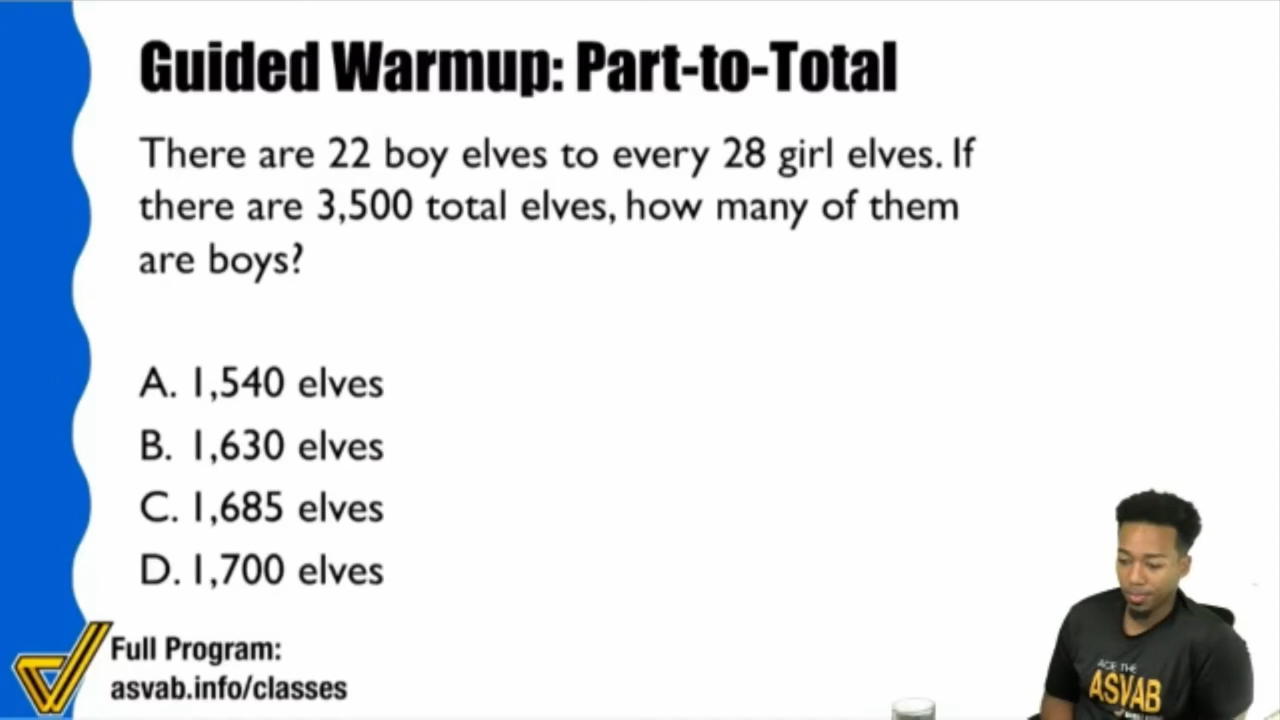 Guided Warmup: Part-to-Total
There are 22 boy elves to every 28 girl elves. If
there are 3,500 total elves, how many of them
are boys?
A. 1,540 elves
B. 1,630 elves
C. 1,685 elves
D. 1,700 elves
Full Program:
asvab.info/classes
ACE THE
ASVAB